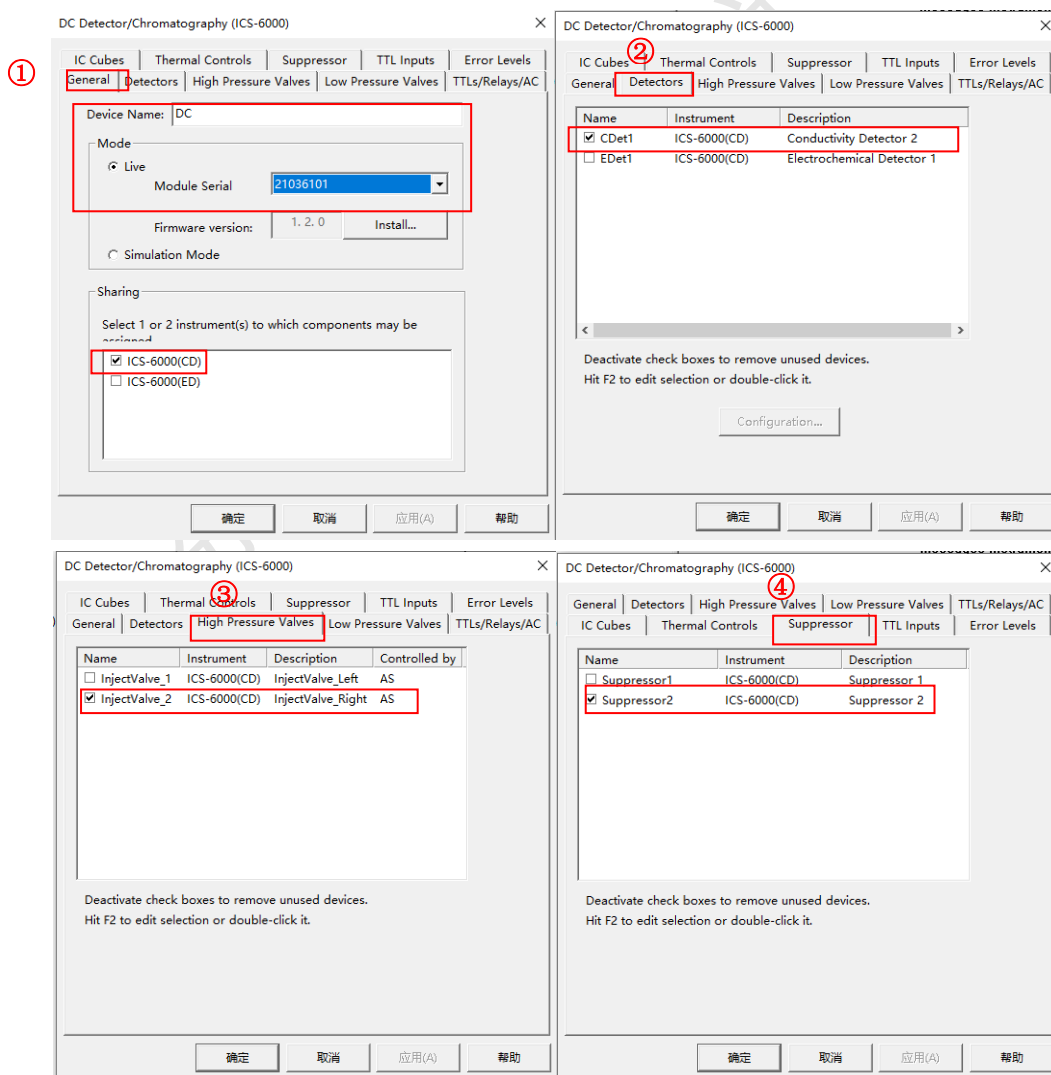 DC Detector/Chromatography (ICS-6000)
①
IC Cubes Thermal Controls Suppressor TTL Inputs Error Levels
General Detectors High Pressure Valves Low Pressure Valves TTLs/Relays/AC
Device Name: DC
Mode
Live
Module Serial 21036101
Firmware version: 1. 2. 0 Install...
Simulation Mode
Sharing
Select 1 or 2 instrument(s) to which components may be
assigned
ICS-6000(CD)
ICS-6000(ED)
确定 取消 应用(A) 帮助
DC Detector/Chromatography (ICS-6000)
②
IC Cubes Thermal Controls Suppressor TTL Inputs Error Levels
General Detectors High Pressure Valves Low Pressure Valves TTLs/Relays/AC
Name Instrument Description
CDet1 ICS-6000(CD) Conductivity Detector 2
EDet1 ICS-6000(CD) Electrochemical Detector 1
Deactivate check boxes to remove unused devices.
Hit F2 to edit selection or double-click it.
Configuration...
确定 取消 应用(A) 帮助
DC Detector/Chromatography (ICS-6000)
③
IC Cubes Thermal Controls Suppressor TTL Inputs Error Levels
General Detectors High Pressure Valves Low Pressure Valves TTLs/Relays/AC
Name Instrument Description Controlled by
InjectValve_1 ICS-6000(CD) InjectValve_Left AS
InjectValve_2 ICS-6000(CD) InjectValve_Right AS
Deactivate check boxes to remove unused devices.
Hit F2 to edit selection or double-click it.
确定 取消 应用(A) 帮助
DC Detector/Chromatography (ICS-6000)
④
General Detectors High Pressure Valves Low Pressure Valves TTLs/Relays/AC
IC Cubes Thermal Controls Suppressor TTL Inputs Error Levels
Name Instrument Description
Suppressor1 ICS-6000(CD) Suppressor 1
Suppressor2 ICS-6000(CD) Suppressor 2
Deactivate check boxes to remove unused devices.
Hit F2 to edit selection or double-click it.
确定 取消 应用(A) 帮助